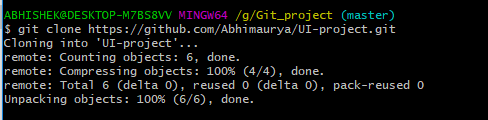 ABHISHEK@DESKTOP-M7BS8VV MINGW64 /g/Git_project (master)
$ git clone https://github.com/Abhimaurya/UI-project.git
Cloning into 'UI-project'...
remote: Counting objects: 6, done.
remote: Compressing objects: 100% (4/4), done.
remote: Total 6 (delta 0), reused 0 (delta 0), pack-reused 0
Unpacking objects: 100% (6/6), done.